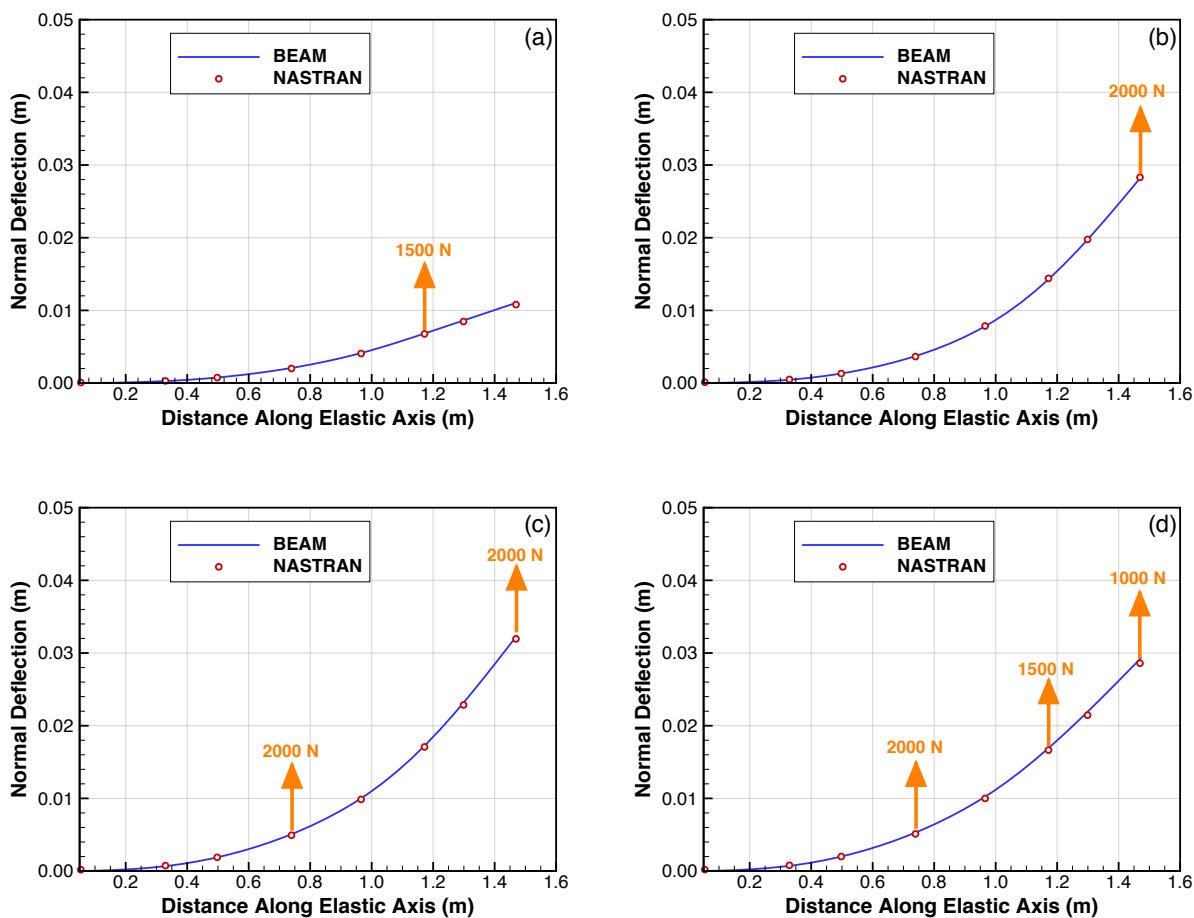 (a)
BEAM
NASTRAN
1500 N
Normal Deflection (m)
0.05
0.04
0.03
0.02
0.01
0.00
0.2 0.4 0.6 0.8 1.0 1.2 1.4 1.6
Distance Along Elastic Axis (m)
(b)
BEAM
NASTRAN
2000 N
Normal Deflection (m)
0.05
0.04
0.03
0.02
0.01
0.00
0.2 0.4 0.6 0.8 1.0 1.2 1.4 1.6
Distance Along Elastic Axis (m)
(c)
BEAM
NASTRAN
2000 N
2000 N
Normal Deflection (m)
0.05
0.04
0.03
0.02
0.01
0.00
0.2 0.4 0.6 0.8 1.0 1.2 1.4 1.6
Distance Along Elastic Axis (m)
(d)
BEAM
NASTRAN
1000 N
1500 N
2000 N
Normal Deflection (m)
0.05
0.04
0.03
0.02
0.01
0.00
0.2 0.4 0.6 0.8 1.0 1.2 1.4 1.6
Distance Along Elastic Axis (m)